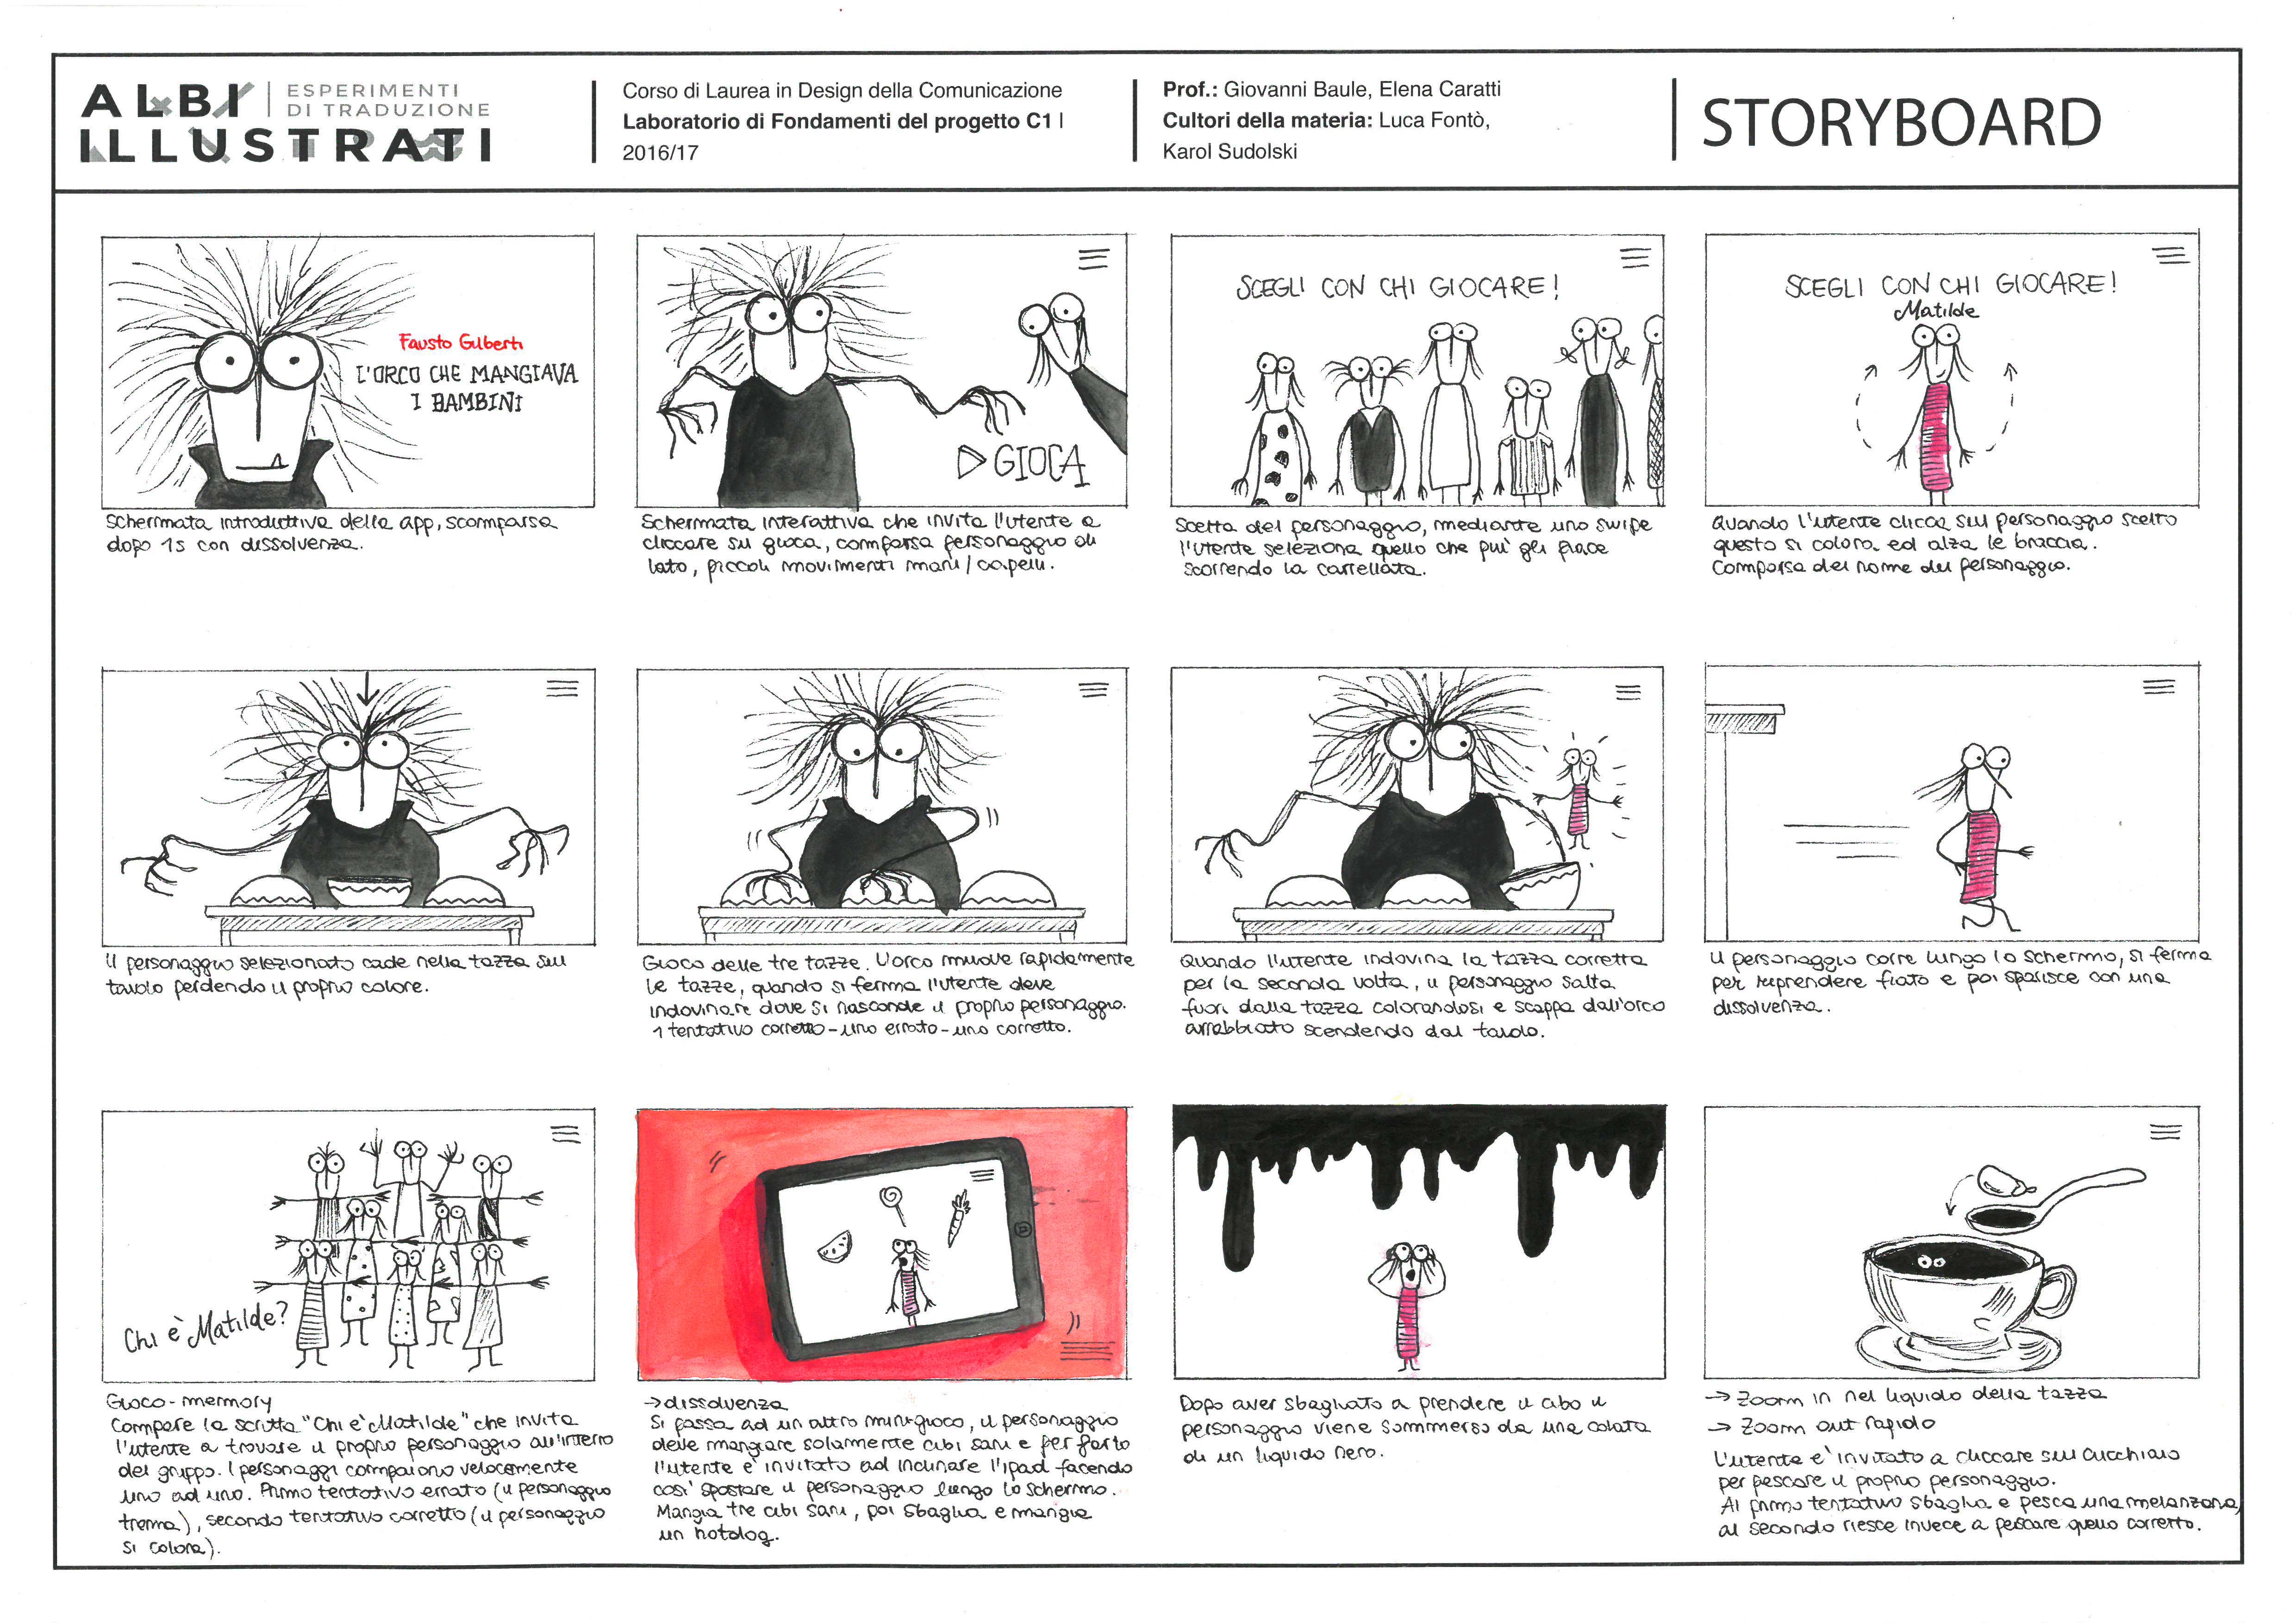 ALBI
ILLUSTRATI
ESPERIMENTI
DI TRADUZIONE
Corso di Laurea in Design della Comunicazione
Laboratorio di Fondamenti del progetto C1 |
2016/17
Prof.: Giovanni Baule, Elena Caratti
Cultori della materia: Luca Fontò,
Karol Sudolski
STORYBOARD
Fausto Gilberti
L'ORCO CHE MANGIAVA
I BAMBINI
Schermata introduttiva della app, scomparsa
dopo 1s con dissolvenza.
GIOCA
Schermata interattiva che invita l'utente a
cliccare su gioca, comparsa personaggio di
lato, piccoli movimenti mani/capelli.
SCEGLI CON CHI GIOCARE!
Scelta del personaggio, mediante uno swipe
l'utente seleziona quello che più gli piace
scorrendo la carrellata.
SCEGLI CON CHI GIOCARE!
Matilde
Quando l'utente clicca sul personaggio scelto
questo si colora ed alza le braccia.
Comparsa del nome del personaggio.
Il personaggio selezionato cade nella tazza sul
tavolo perdendo il proprio colore.
Gioco delle tre tazze. L'orco muove rapidamente
le tazze, quando si ferma l'utente deve
indovinare dove si nasconde il proprio personaggio.
1 tentativo corretto - uno errato - uno corretto.
Quando l'utente indovina la tazza corretta
per la seconda volta, il personaggio salta
fuori dalla tazza colorandosi e scappa dall'orco
arrabbiato scendendo dal tavolo.
Il personaggio corre lungo lo schermo, si ferma
per riprendere fiato e poi sparisce con una
dissolvenza.
Chi è Matilde?
Gioco - memory
Compare la scritta "Chi è Matilde" che invita
l'utente a trovare il proprio personaggio all'interno
del gruppo. I personaggi compaiono velocemente
uno ad uno. Primo tentativo errato (il personaggio
trema), secondo tentativo corretto (il personaggio
si colora).
→ dissolvenza
Si passa ad un altro minigioco, il personaggio
deve mangiare solamente cibi sani e per farlo
l'utente è invitato ad inclinare l'ipad facendo
così spostare il personaggio lungo lo schermo.
Mangia tre cibi sani, poi sbaglia e mangia
un hotdog.
Dopo aver sbagliato a prendere il cibo il
personaggio viene sommerso da una colata
di un liquido nero.
→ Zoom in nel liquido della tazza
→ Zoom out rapido
L'utente è invitato a cliccare sul cucchiaio
per pescare il proprio personaggio.
Al primo tentativo sbaglia e pesca una melanzana,
al secondo riesce invece a pescare quello corretto.